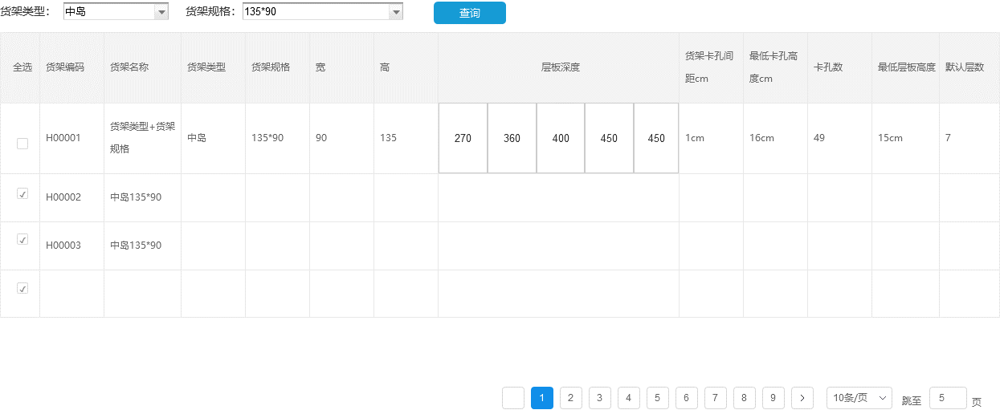 货架类型： 中岛 货架规格： 135*90 查询
全选 货架编码 货架名称 货架类型 货架规格 宽 高 层板深度 货架卡孔间距cm 最低卡孔高度cm 卡孔数 最低层板高度 默认层数
H00001 货架类型+货架规格 中岛 135*90 90 135 270 360 400 450 450 1cm 16cm 49 15cm 7
H00002 中岛135*90
H00003 中岛135*90
1 2 3 4 5 6 7 8 9 10条/页 跳至 5 页